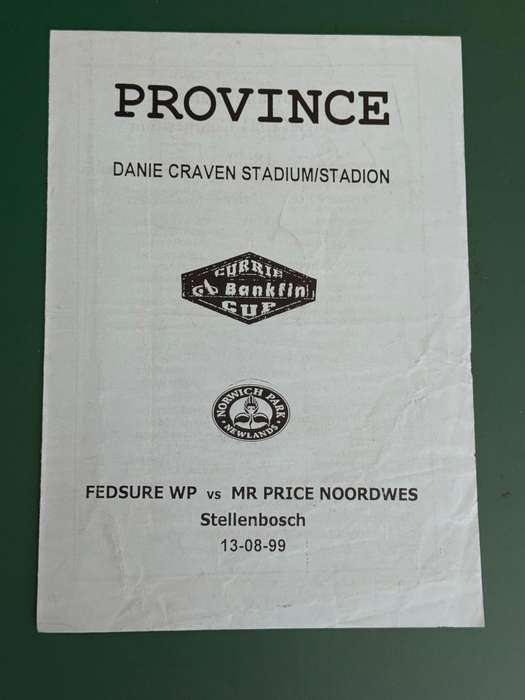 PROVINCE
DANIE CRAVEN STADIUM/STADION
CURRIE
Bankfin
CUP
NORWICH PARK
NEWLANDS
FEDSURE WP vs MR PRICE NOORDWES
Stellenbosch
13-08-99